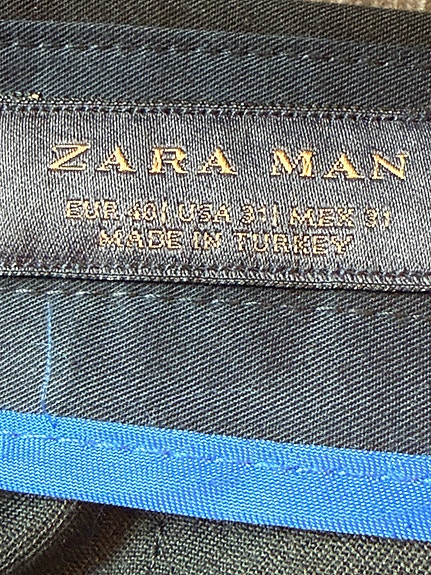 ZARA MAN
EUR 40 | USA 31 | MEX 31
MADE IN TURKEY